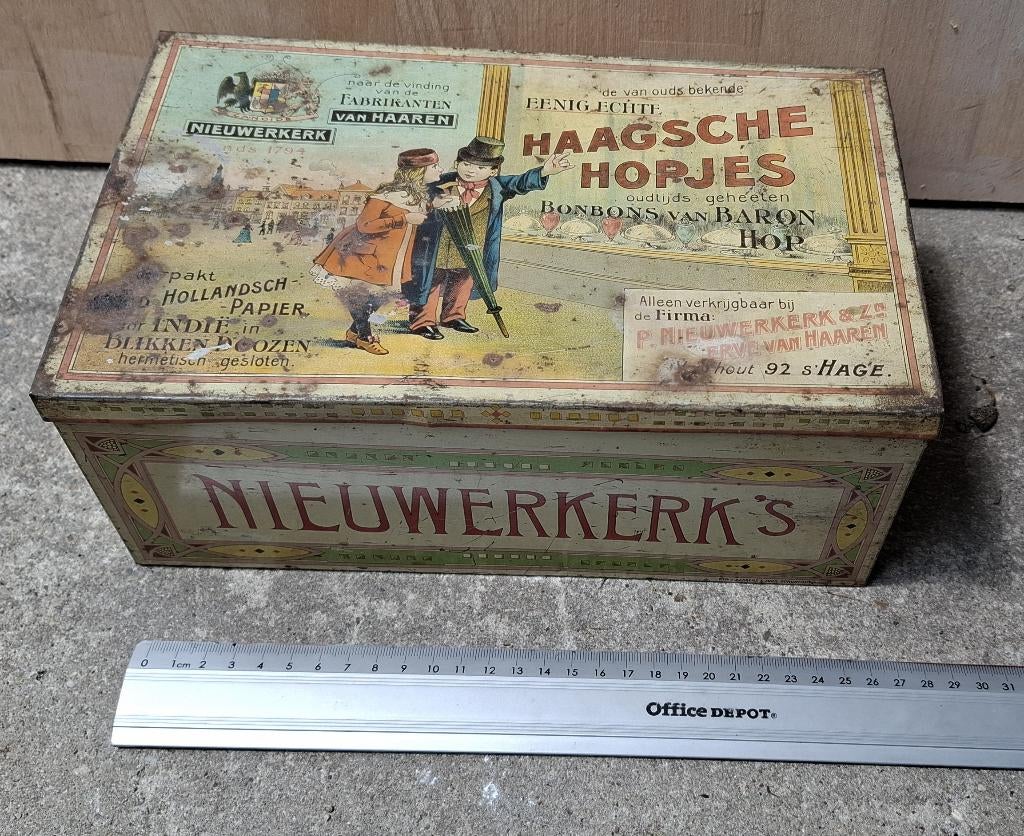 naar de vinding
van de
FABRIKANTEN
VAN HAAREN
NIEUWERKERK
1794
de van ouds bekende
EENIG ECHTE
HAAGSCHE
HOPJES
oudtijds geheeten
BONBONS VAN BARON
HOP
HOLLANDSCH-
PAPIER
INDIË in
BLIKKEN DOOZEN
hermetisch gesloten.
Alleen verkrijgbaar bij
de Firma:
P. NIEUWERKERK & Zn
VAN HAAREN
92 s'HAGE.
NIEUWERKERK'S
0 1cm 2 3 4 5 6 7 8 9 10 11 12 13 14 15 16 17 18 19 20 21 22 23 24 25 26 27 28 29 30 31
Office DEPOT®